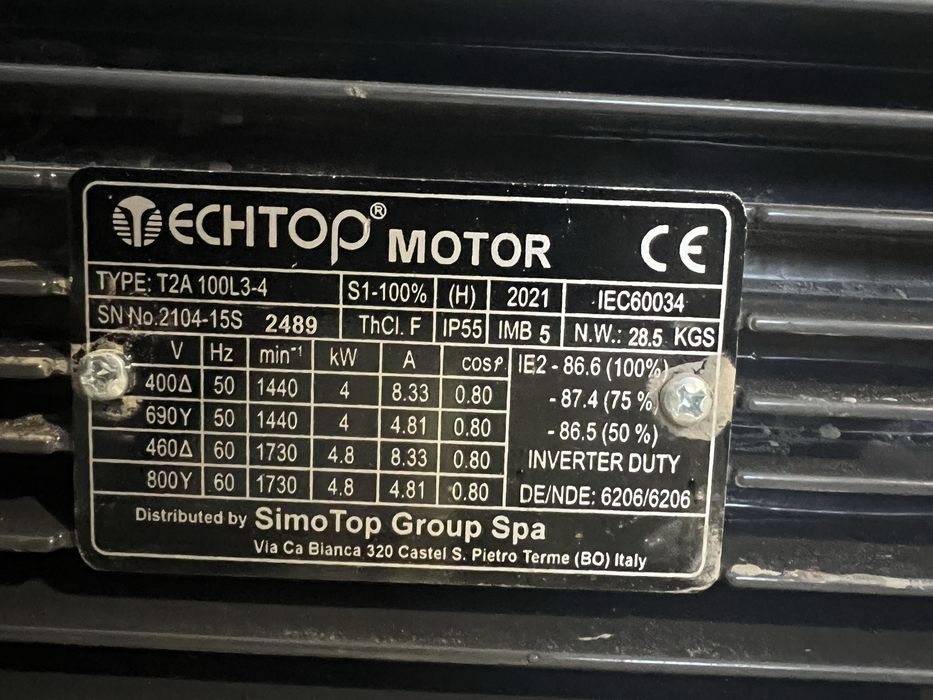 TECHTOP® MOTOR CE
TYPE: T2A 100L3-4 S1-100% (H) 2021 IEC60034
SN No.2104-15S 2489 ThCl. F IP55 IMB 5 N.W.: 28.5 KGS
V Hz min⁻¹ kW A cosφ IE2 - 86.6 (100%)
400Δ 50 1440 4 8.33 0.80 - 87.4 (75 %)
690Y 50 1440 4 4.81 0.80 - 86.5 (50 %)
460Δ 60 1730 4.8 8.33 0.80 INVERTER DUTY
800Y 60 1730 4.8 4.81 0.80 DE/NDE: 6206/6206
Distributed by SimoTop Group Spa
Via Ca Bianca 320 Castel S. Pietro Terme (BO) Italy